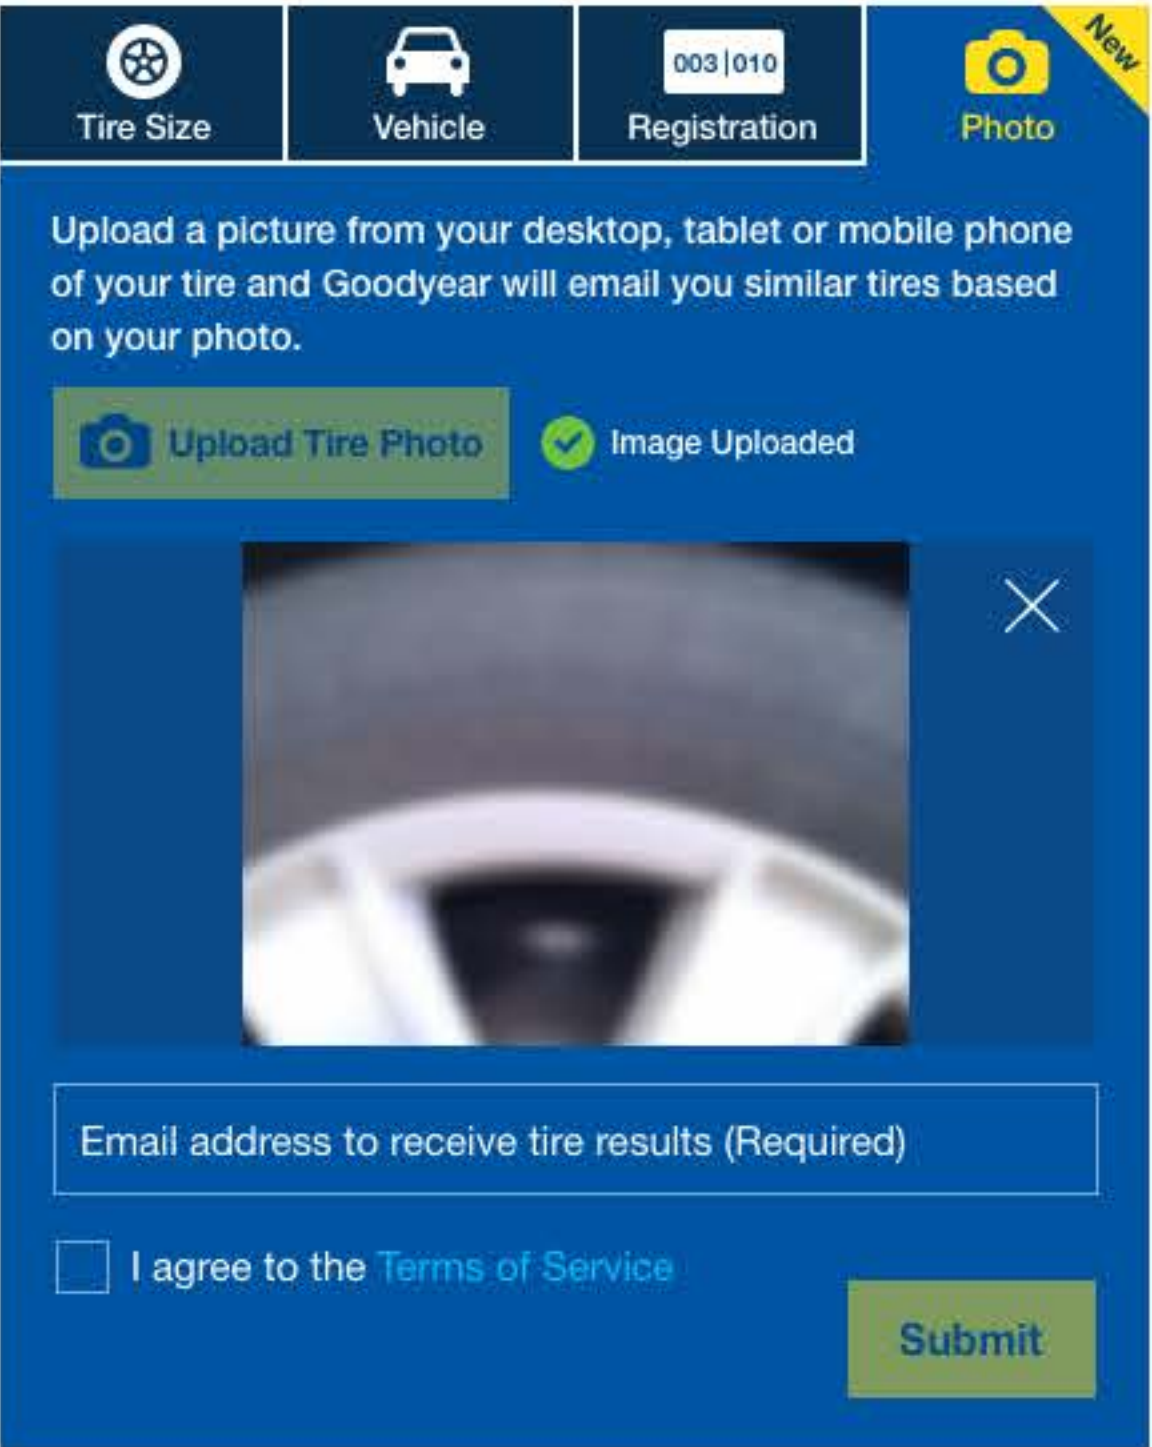 Tire Size
Vehicle
003|010
Registration
Photo
New
Upload a picture from your desktop, tablet or mobile phone
of your tire and Goodyear will email you similar tires based
on your photo.
Upload Tire Photo
Image Uploaded
Email address to receive tire results (Required)
I agree to the Terms of Service
Submit